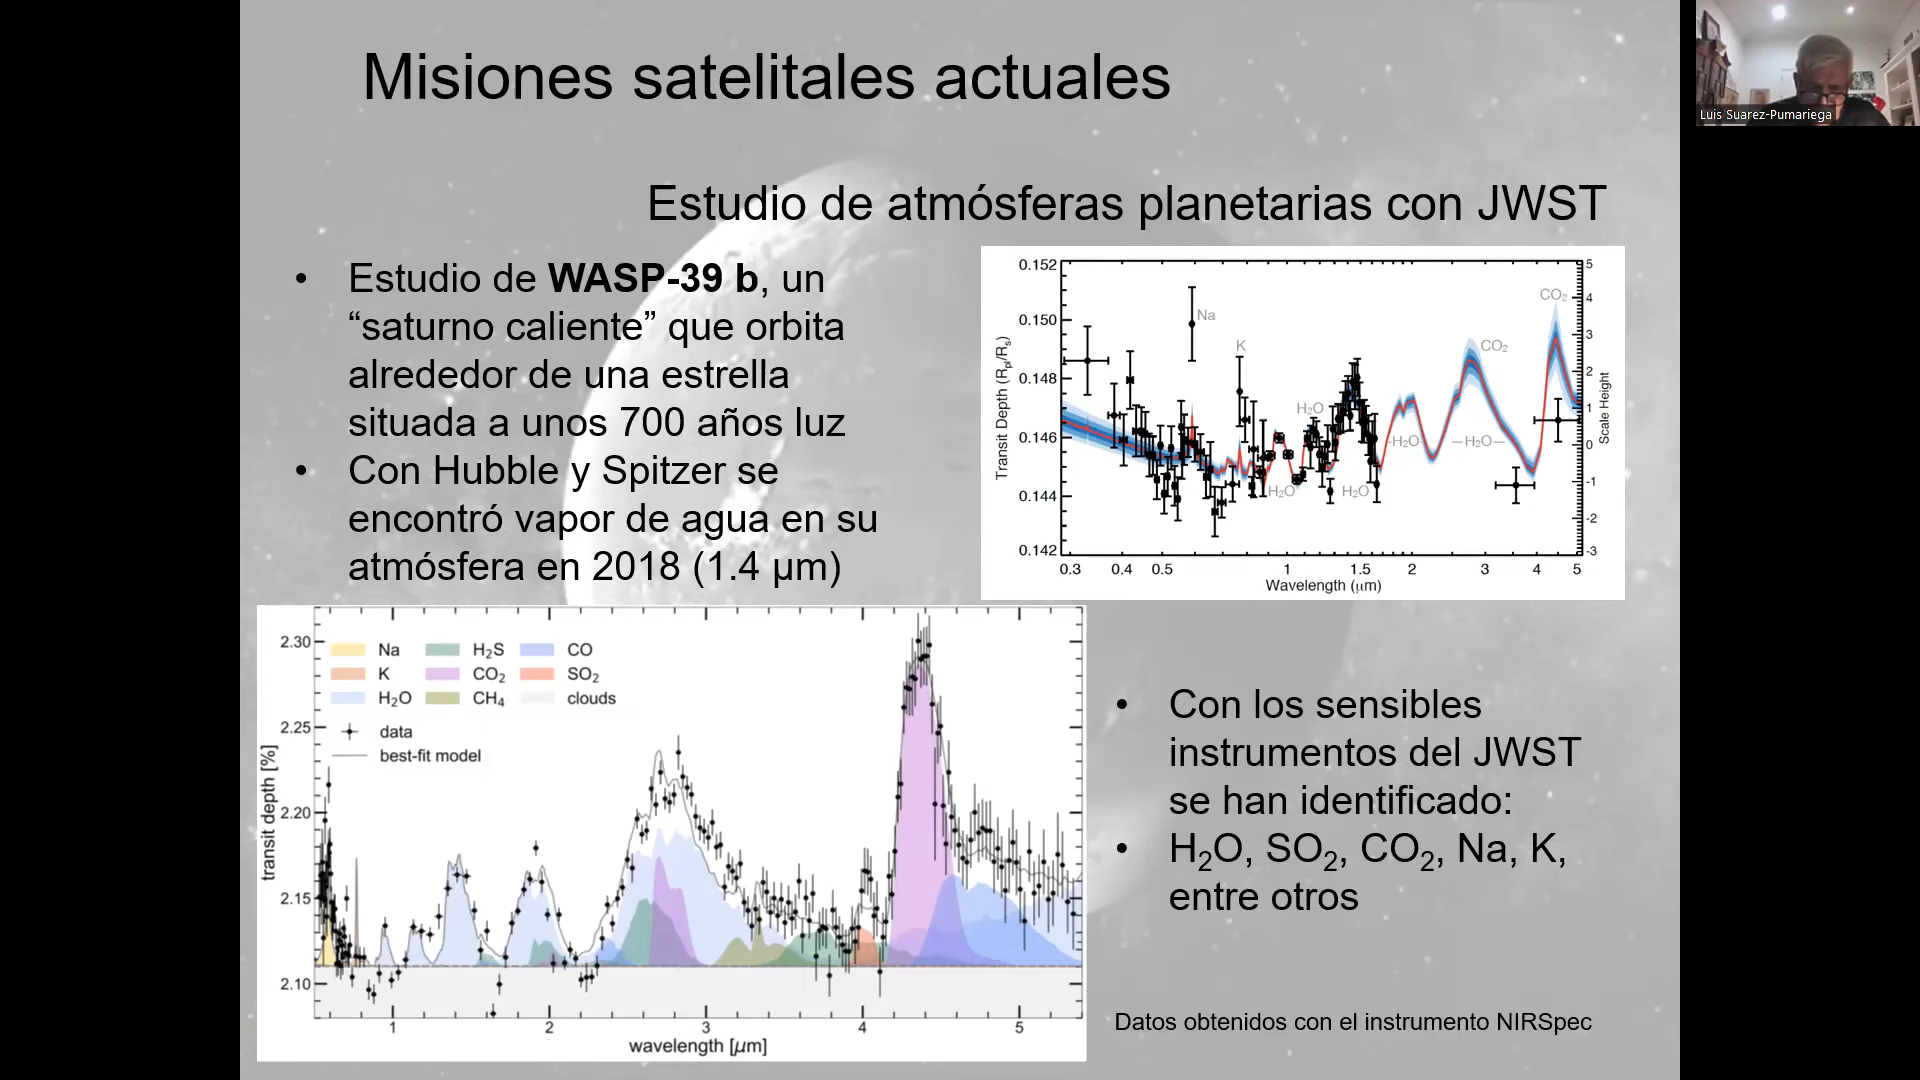 Misiones satelitales actuales
Luis Suarez-Pumariega
Estudio de atmósferas planetarias con JWST
• Estudio de WASP-39 b, un
“saturno caliente” que orbita
alrededor de una estrella
situada a unos 700 años luz
• Con Hubble y Spitzer se
encontró vapor de agua en su
atmósfera en 2018 (1.4 µm)
0.152
0.150
0.148
0.146
0.144
0.142
Transit Depth (Rpl/Rs)
Na
K
H₂O
H₂O
H₂O
H₂O
H₂O
CO₂
CO₂
5
4
3
2
1
0
-1
-2
-3
Scale Height
0.3 0.4 0.5 1 1.5 2 3 4 5
Wavelength (µm)
2.30
2.25
2.20
2.15
2.10
transit depth [%]
Na H₂S CO
K CO₂ SO₂
H₂O CH₄ clouds
data
best-fit model
1 2 3 4 5
wavelength [µm]
• Con los sensibles
instrumentos del JWST
se han identificado:
• H₂O, SO₂, CO₂, Na, K,
entre otros
Datos obtenidos con el instrumento NIRSpec